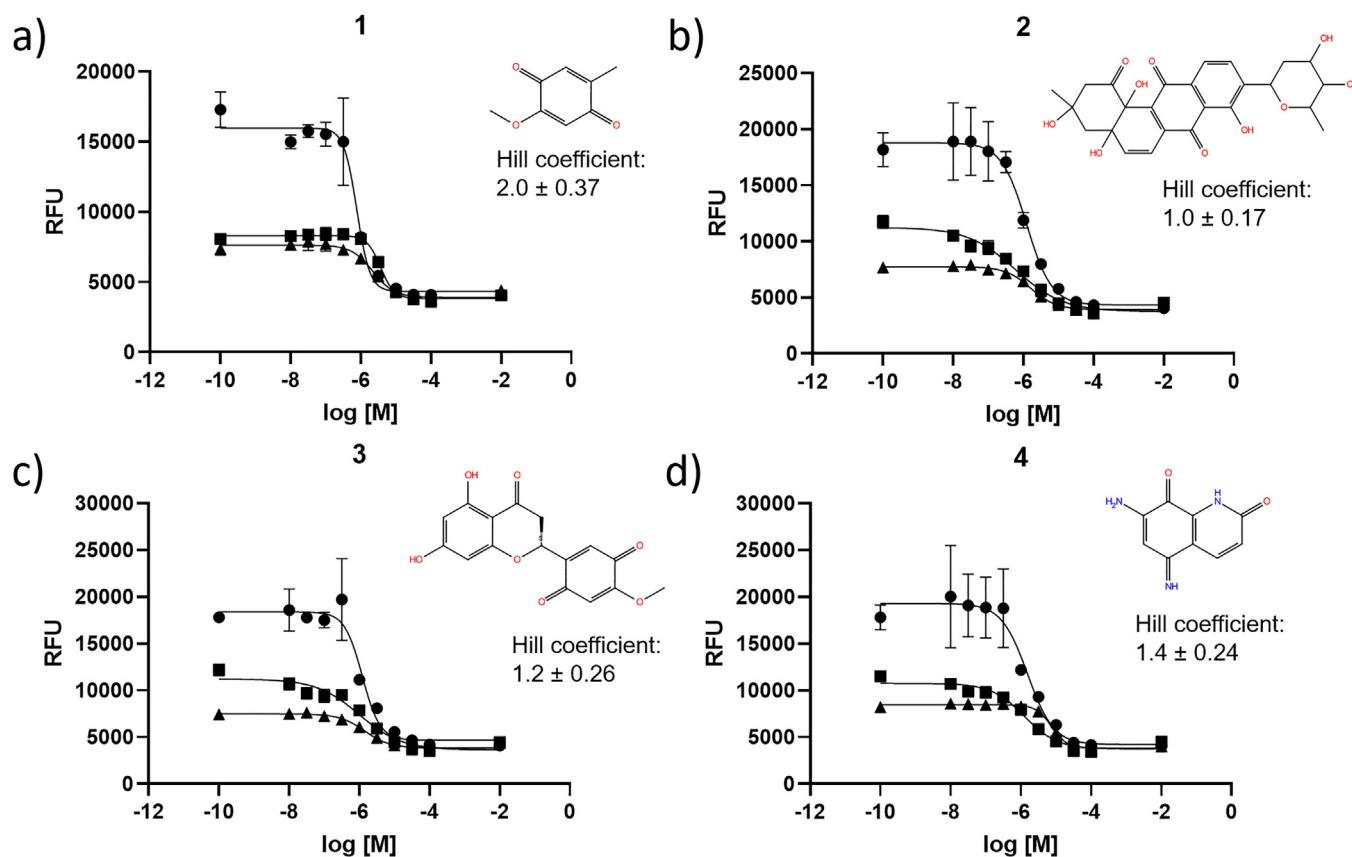 a)
1
20000
15000
10000
5000
0
RFU
-12
-10
-8
-6
-4
-2
0
log [M]
O
O
O
Hill coefficient:
2.0 ± 0.37
b)
2
25000
20000
15000
10000
5000
0
RFU
-12
-10
-8
-6
-4
-2
0
log [M]
OH
O
O
OH
O
O
HO
OH
O
OH
Hill coefficient:
1.0 ± 0.17
c)
3
30000
25000
20000
15000
10000
5000
0
RFU
-12
-10
-8
-6
-4
-2
0
log [M]
OH
O
HO
O
O
O
O
Hill coefficient:
1.2 ± 0.26
d)
4
30000
25000
20000
15000
10000
5000
0
RFU
-12
-10
-8
-6
-4
-2
0
log [M]
O
H
N
O
H2N
NH
Hill coefficient:
1.4 ± 0.24